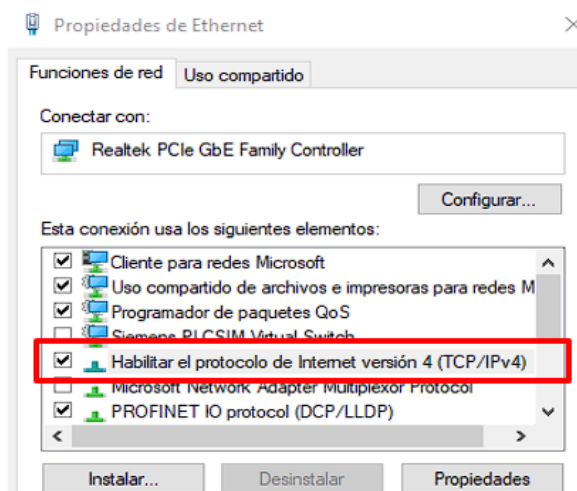 Propiedades de Ethernet
Funciones de red
Uso compartido
Conectar con:
Realtek PCIe GbE Family Controller
Configurar...
Esta conexión usa los siguientes elementos:
Cliente para redes Microsoft
Uso compartido de archivos e impresoras para redes M
Programador de paquetes QoS
Siemens PLCSIM Virtual Switch
Habilitar el protocolo de Internet versión 4 (TCP/IPv4)
Microsoft Network Adapter Multiplexor Protocol
PROFINET IO protocol (DCP/LLDP)
Instalar...
Desinstalar
Propiedades